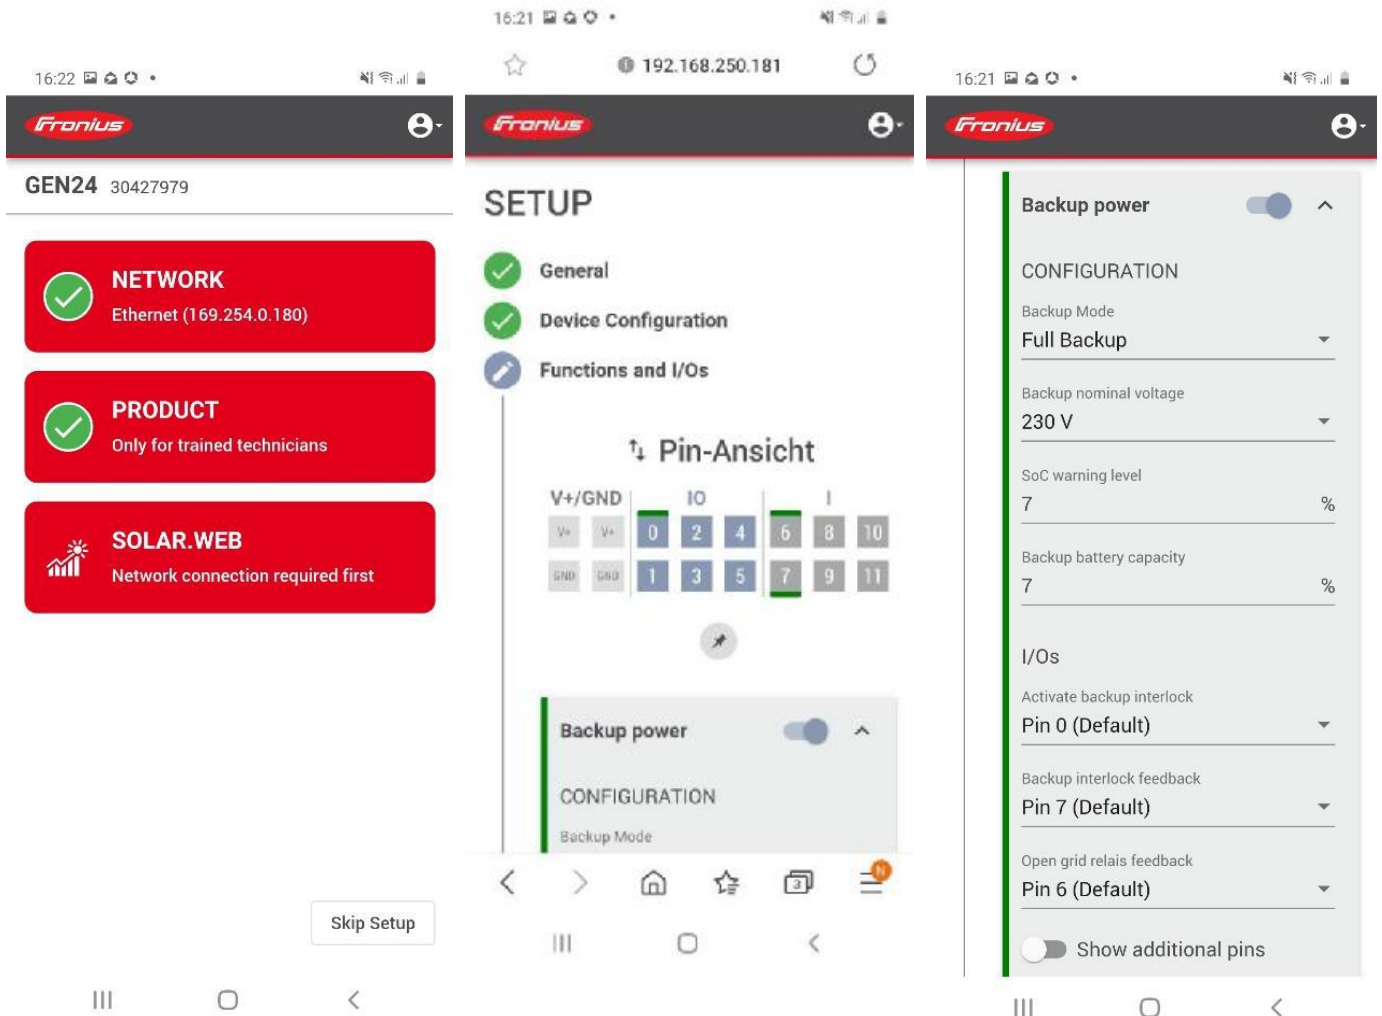 16:22
Fronius
GEN24 30427979
NETWORK
Ethernet (169.254.0.180)
PRODUCT
Only for trained technicians
SOLAR.WEB
Network connection required first
Skip Setup
16:21
192.168.250.181
Fronius
SETUP
General
Device Configuration
Functions and I/Os
Pin-Ansicht
V+/GND IO I
V+ V+ 0 2 4 6 8 10
GND GND 1 3 5 7 9 11
Backup power
CONFIGURATION
Backup Mode
3
N
16:21
Fronius
Backup power
CONFIGURATION
Backup Mode
Full Backup
Backup nominal voltage
230 V
SoC warning level
7 %
Backup battery capacity
7 %
I/Os
Activate backup interlock
Pin 0 (Default)
Backup interlock feedback
Pin 7 (Default)
Open grid relais feedback
Pin 6 (Default)
Show additional pins